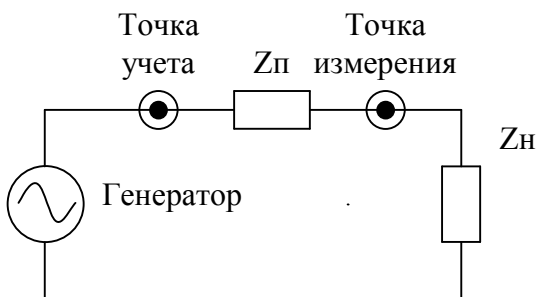 Точка
учета
Zп
Точка
измерения
Zн
Генератор